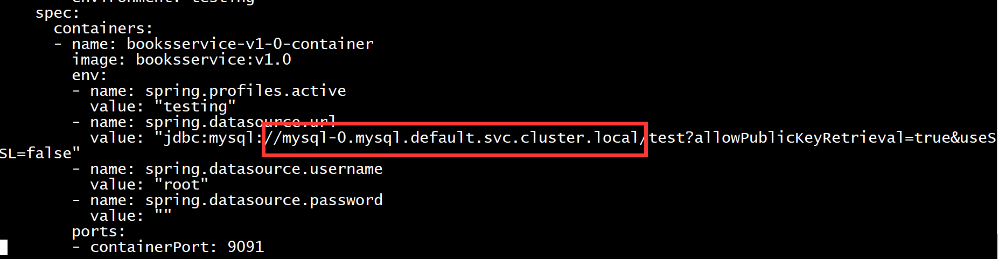 environment: testing
spec:
containers:
- name: booksservice-v1-0-container
image: booksservice:v1.0
env:
- name: spring.profiles.active
value: "testing"
- name: spring.datasource.url
value: "jdbc:mysql://mysql-0.mysql.default.svc.cluster.local/test?allowPublicKeyRetrieval=true&useS
SL=false"
- name: spring.datasource.username
value: "root"
- name: spring.datasource.password
value: ""
ports:
- containerPort: 9091